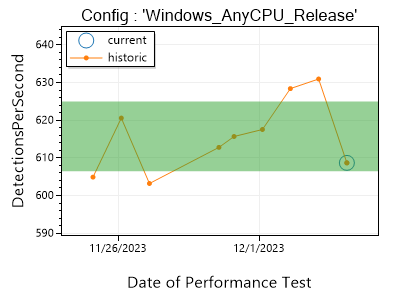 Config : 'Windows_AnyCPU_Release'
current
historic
DetectionsPerSecond
640
630
620
610
600
590
11/26/2023
12/1/2023
Date of Performance Test